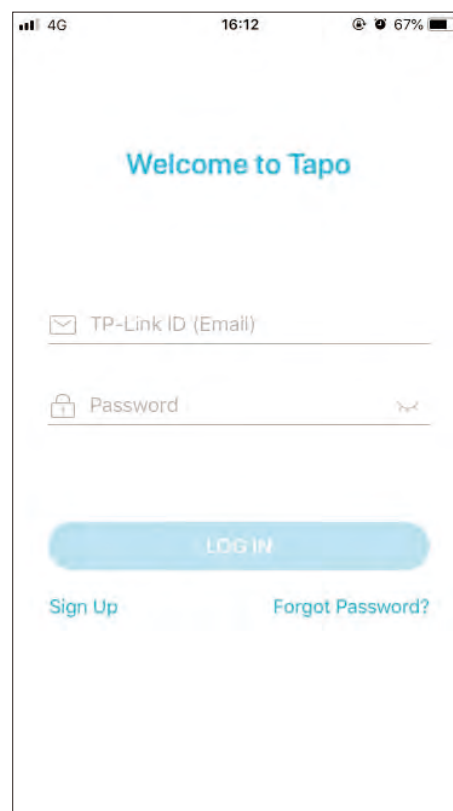 4G 16:12 67%
Welcome to Tapo
TP-Link ID (Email)
Password
LOG IN
Sign Up Forgot Password?